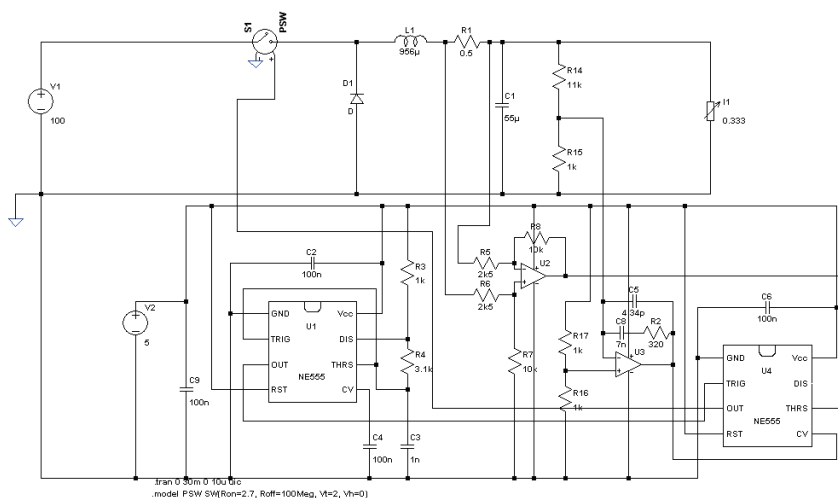 S1
PSW
L1
956µ
R1
0.5
V1
100
D1
D
C1
55µ
R14
11k
R15
1k
I1
0.333
V2
5
C9
100n
C2
100n
R3
1k
R4
3.1k
GND
TRIG
OUT
RST
Vcc
DIS
THRS
CV
U1
NE555
C4
100n
C3
1n
R5
2k5
R6
2k5
R8
10k
U2
R7
10k
R17
1k
R16
1k
C5
4.34p
C8
7n
R2
320
U3
C6
100n
GND
TRIG
OUT
RST
Vcc
DIS
THRS
CV
U4
NE555
.tran 0 30m 0 10u uic
.model PSW SW(Ron=2.7, Roff=100Meg, Vt=2, Vh=0)